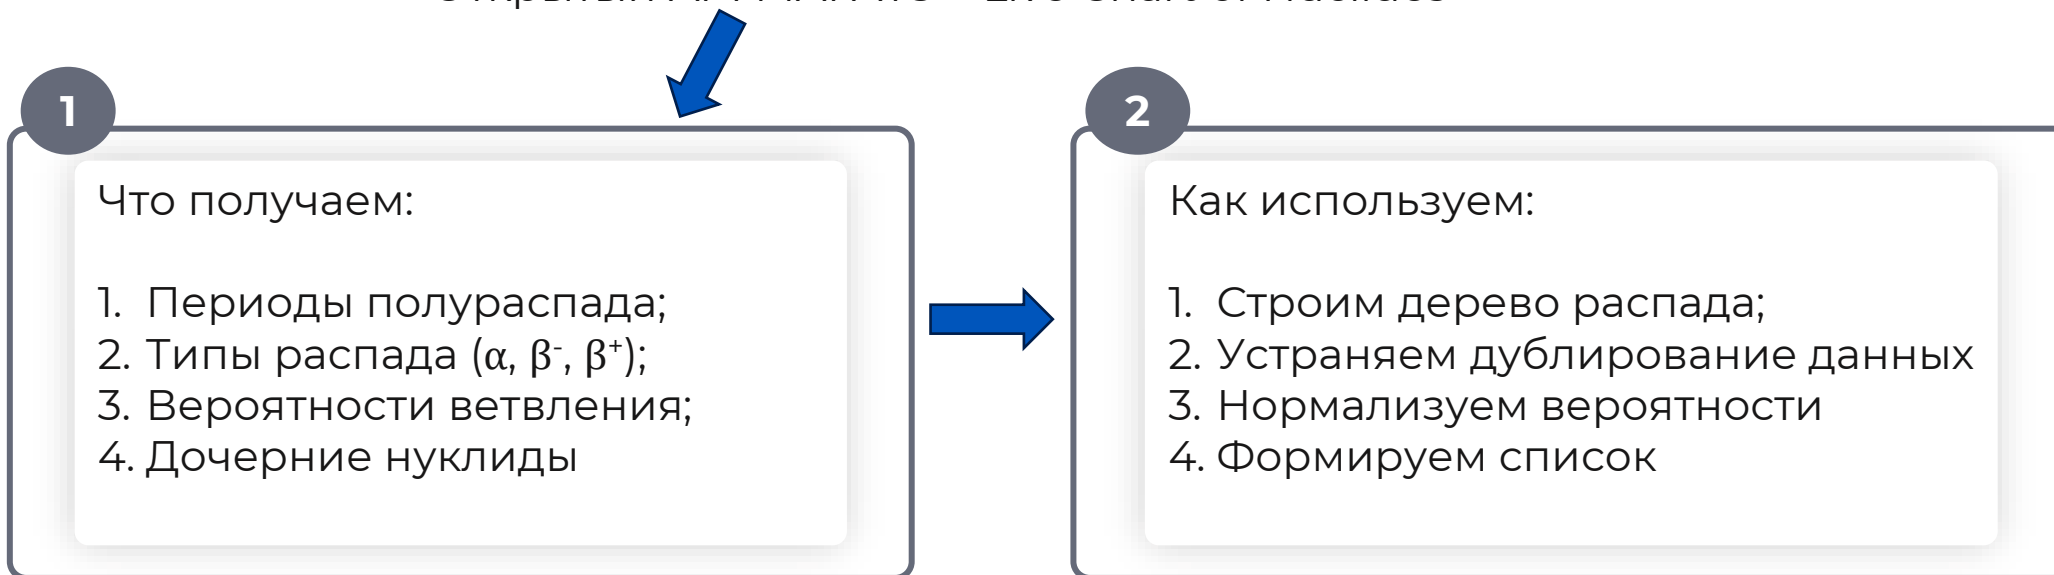 1
2
Что получаем:
1. Периоды полураспада;
2. Типы распада (α, β⁻, β⁺);
3. Вероятности ветвления;
4. Дочерние нуклиды
Как используем:
1. Строим дерево распада;
2. Устраняем дублирование данных
3. Нормализуем вероятности
4. Формируем список